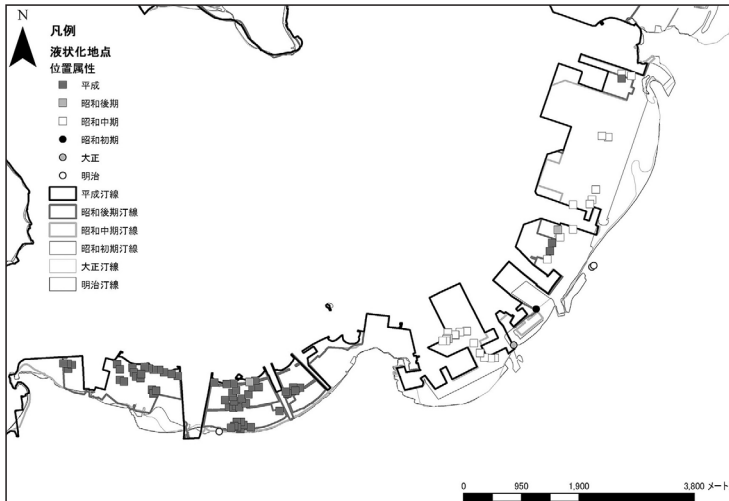 N
凡例
液状化地点
位置属性
平成
昭和後期
昭和中期
昭和初期
大正
明治
平成汀線
昭和後期汀線
昭和中期汀線
昭和初期汀線
大正汀線
明治汀線
0 950 1,900 3,800 メート